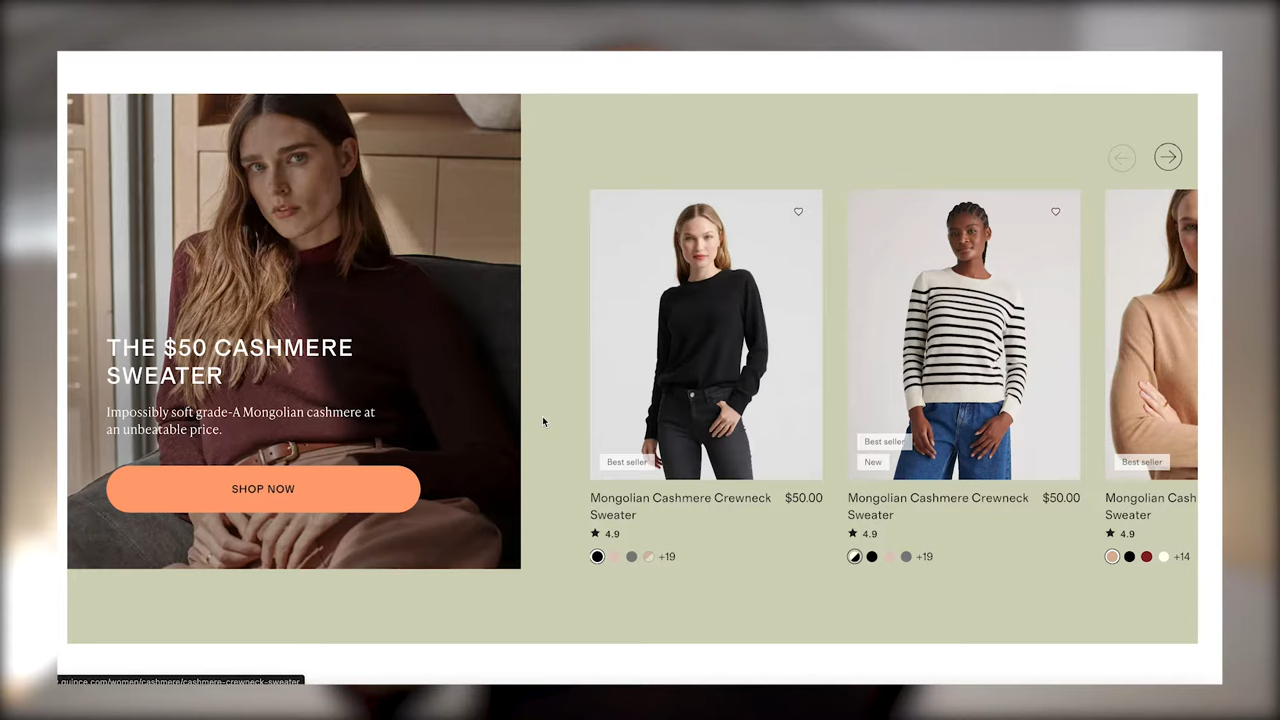 THE $50 CASHMERE
SWEATER
Impossibly soft grade-A Mongolian cashmere at
an unbeatable price.
SHOP NOW
Best seller
Mongolian Cashmere Crewneck
Sweater
$50.00
4.9
+19
Best seller
New
Mongolian Cashmere Crewneck
Sweater
$50.00
4.9
+19
Best seller
Mongolian Cash
Sweater
4.9
+14
quince.com/women/cashmere/cashmere-crewneck-sweater